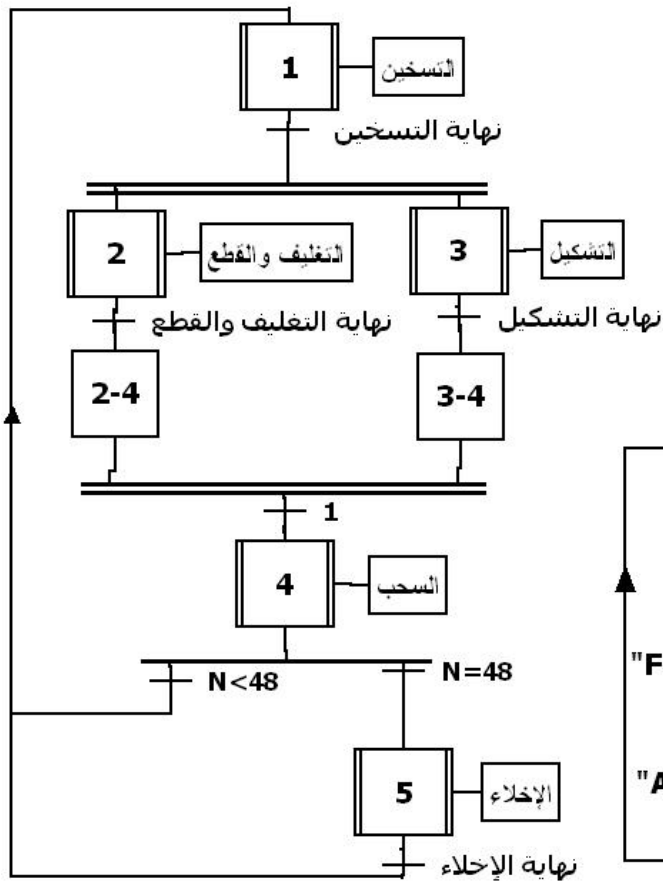 1
التسخين
نهاية التسخين
2
التغليف والقطع
3
التشكيل
نهاية التغليف والقطع
نهاية التشكيل
2-4
3-4
1
4
السحب
N<48
N=48
"F
"A
5
الإخلاء
نهاية الإخلاء